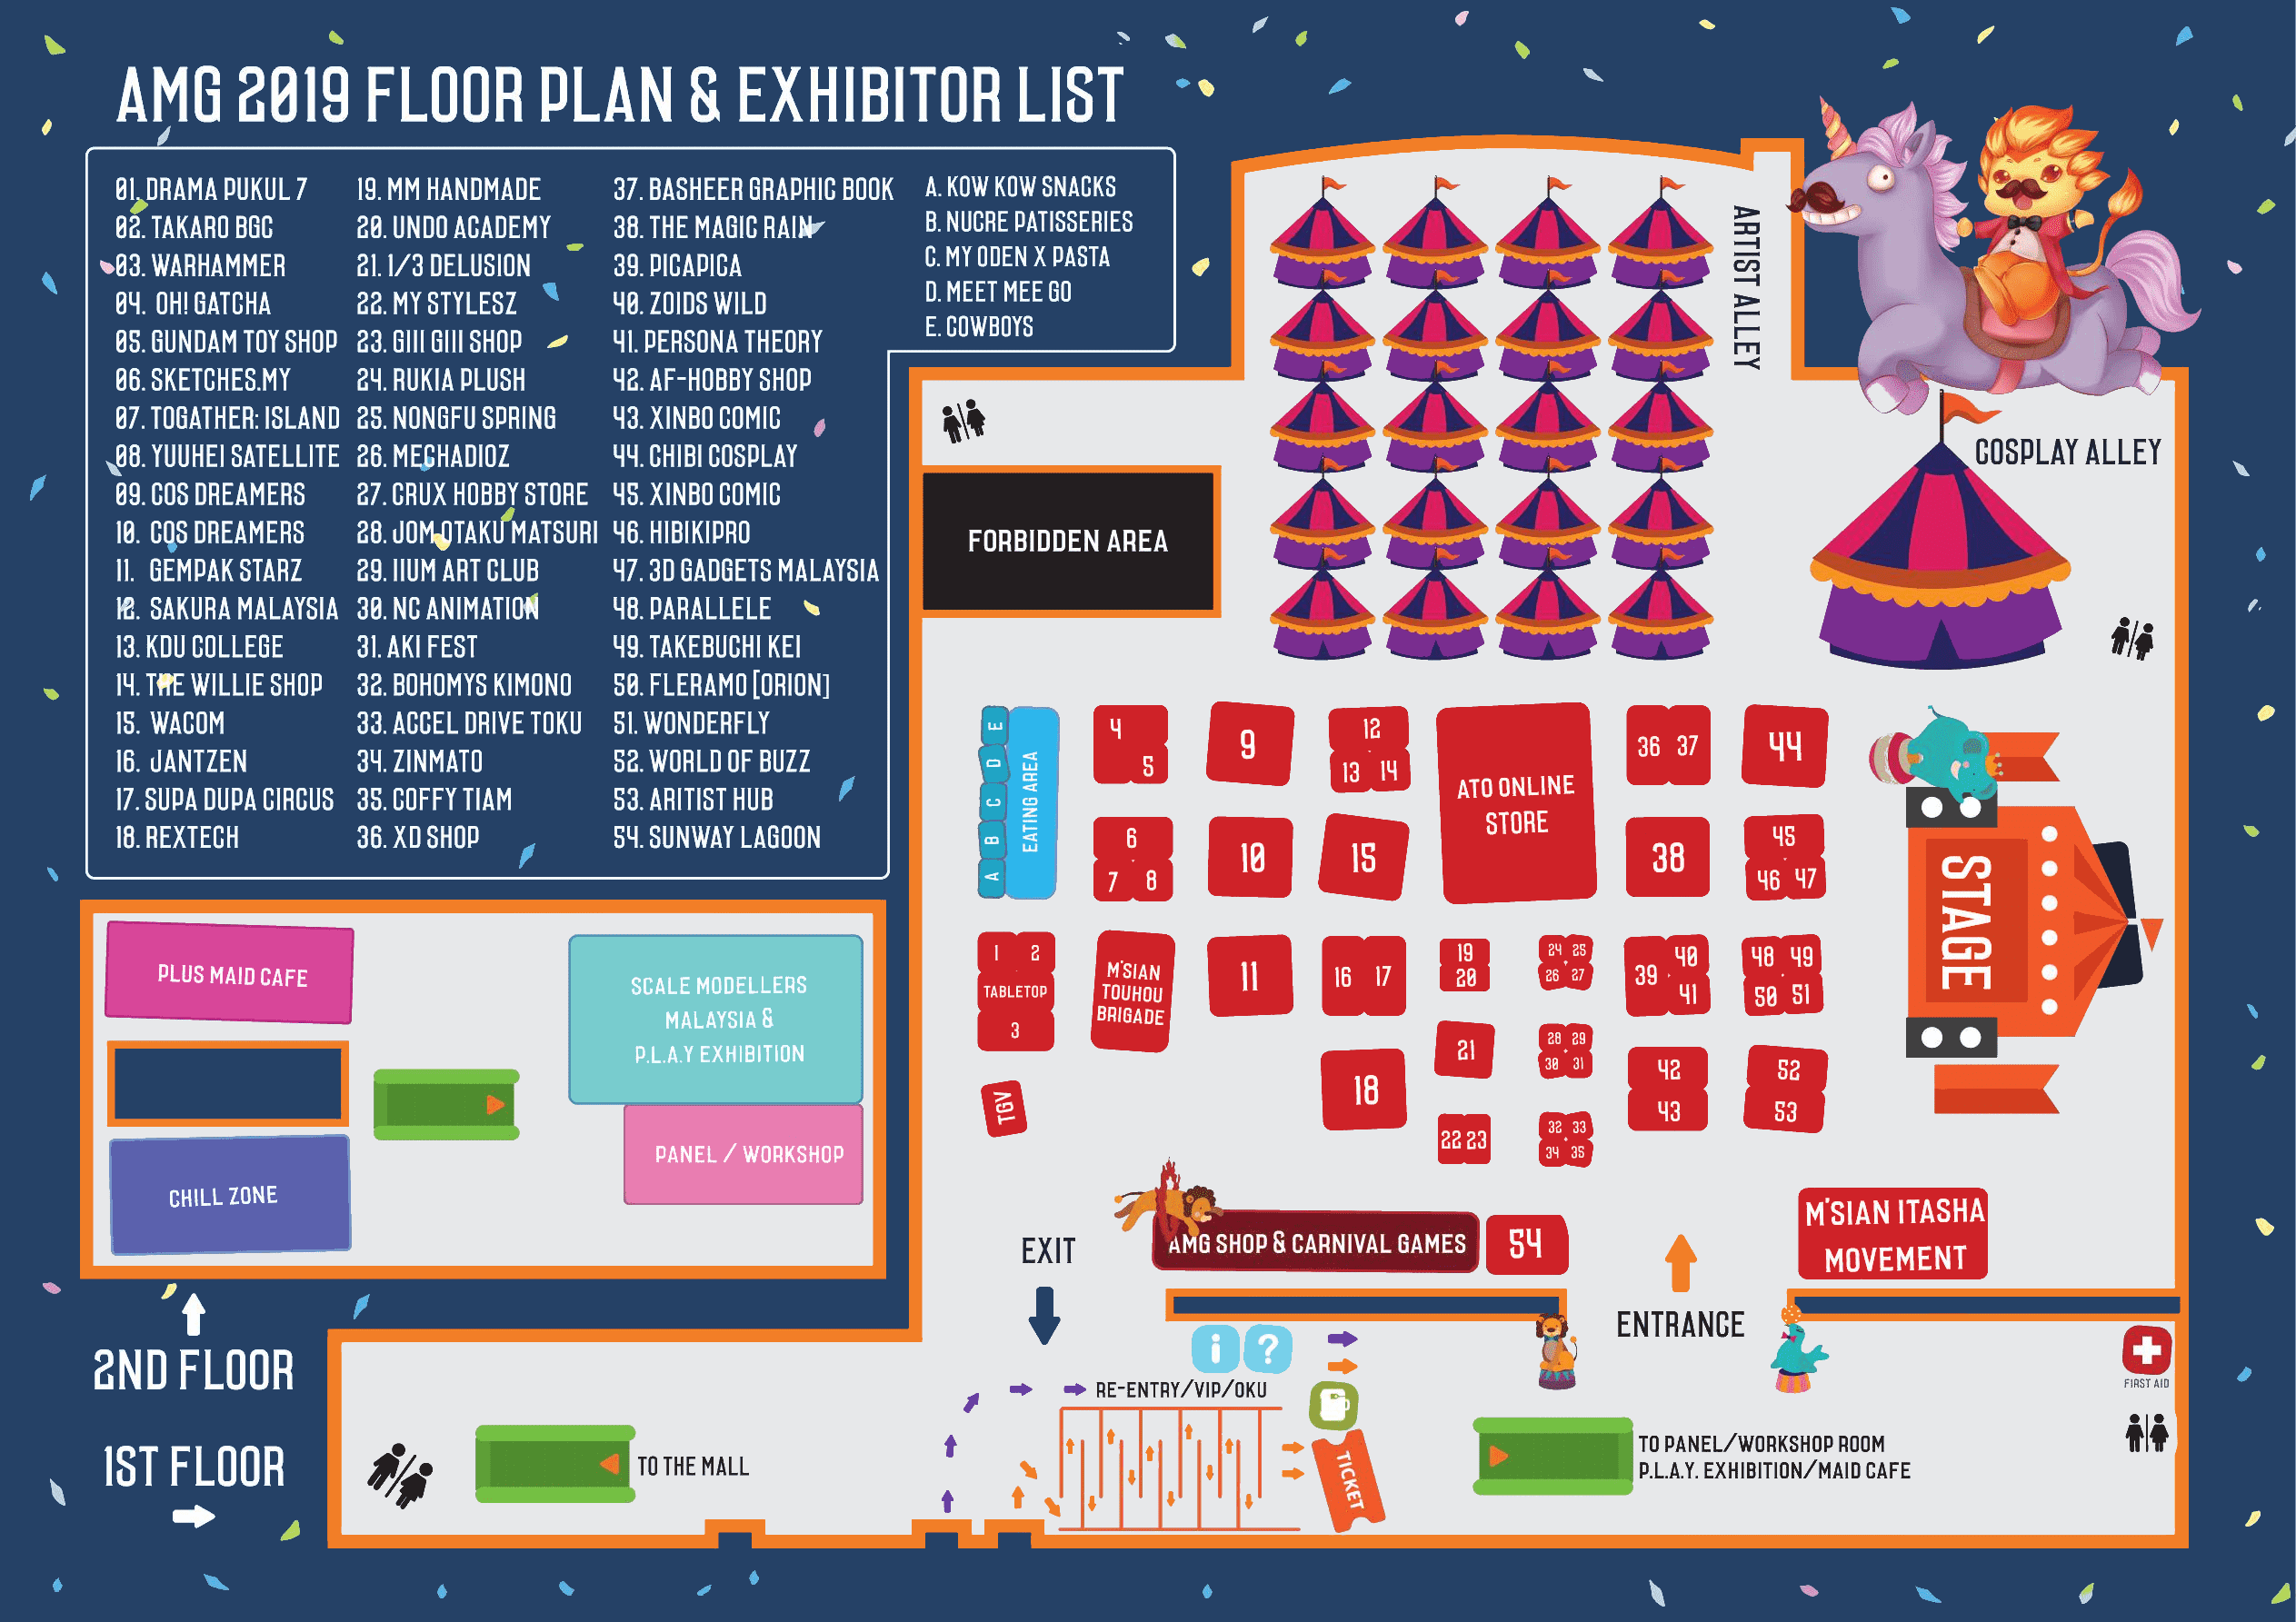 AMG 2019 FLOOR PLAN & EXHIBITOR LIST
01. DRAMA PUKUL 7
02. TAKARO BGC
03. WARHAMMER
04. OH! GATCHA
05. GUNDAM TOY SHOP
06. SKETCHES.MY
07. TOGATHER: ISLAND
08. YUUHEI SATELLITE
09. COS DREAMERS
10. COS DREAMERS
11. GEMPAK STARZ
12. SAKURA MALAYSIA
13. KDU COLLEGE
14. THE WILLIE SHOP
15. WACOM
16. JANTZEN
17. SUPA DUPA CIRCUS
18. REXTECH
19. MM HANDMADE
20. UNDO ACADEMY
21. 1/3 DELUSION
22. MY STYLESZ
23. GIII GIII SHOP
24. RUKIA PLUSH
25. NONGFU SPRING
26. MECHADIOZ
27. CRUX HOBBY STORE
28. JOM OTAKU MATSURI
29. IIUM ART CLUB
30. NC ANIMATION
31. AKI FEST
32. BOHOMYS KIMONO
33. ACCEL DRIVE TOKU
34. ZINMATO
35. COFFY TIAM
36. XD SHOP
37. BASHEER GRAPHIC BOOK
38. THE MAGIC RAIN
39. PICAPICA
40. ZOIDS WILD
41. PERSONA THEORY
42. AF-HOBBY SHOP
43. XINBO COMIC
44. CHIBI COSPLAY
45. XINBO COMIC
46. HIBIKIPRO
47. 3D GADGETS MALAYSIA
48. PARALLELE
49. TAKEBUCHI KEI
50. FLERAMO [ORION]
51. WONDERFLY
52. WORLD OF BUZZ
53. ARITIST HUB
54. SUNWAY LAGOON
A. KOW KOW SNACKS
B. NUCRE PATISSERIES
C. MY ODEN X PASTA
D. MEET MEE GO
E. COWBOYS
ARTIST ALLEY
COSPLAY ALLEY
FORBIDDEN AREA
E
D
C
B
A
EATING AREA
4
5
6
7 8
9
10
12
13 14
15
ATO ONLINE
STORE
36 37
38
44
45
46 47
STAGE
1 2
TABLETOP
3
M'SIAN
TOUHOU
BRIGADE
11
16 17
18
19
20
21
22 23
24 25
26 27
28 29
30 31
32 33
34 35
39
40
41
42
43
48 49
50 51
52
53
TGV
PLUS MAID CAFE
SCALE MODELLERS
MALAYSIA &
P.L.A.Y EXHIBITION
PANEL / WORKSHOP
CHILL ZONE
2ND FLOOR
1ST FLOOR
EXIT
AMG SHOP & CARNIVAL GAMES
54
M'SIAN ITASHA
MOVEMENT
ENTRANCE
i ?
RE-ENTRY/VIP/OKU
TICKET
TO THE MALL
TO PANEL/WORKSHOP ROOM
P.L.A.Y. EXHIBITION/MAID CAFE
FIRST AID